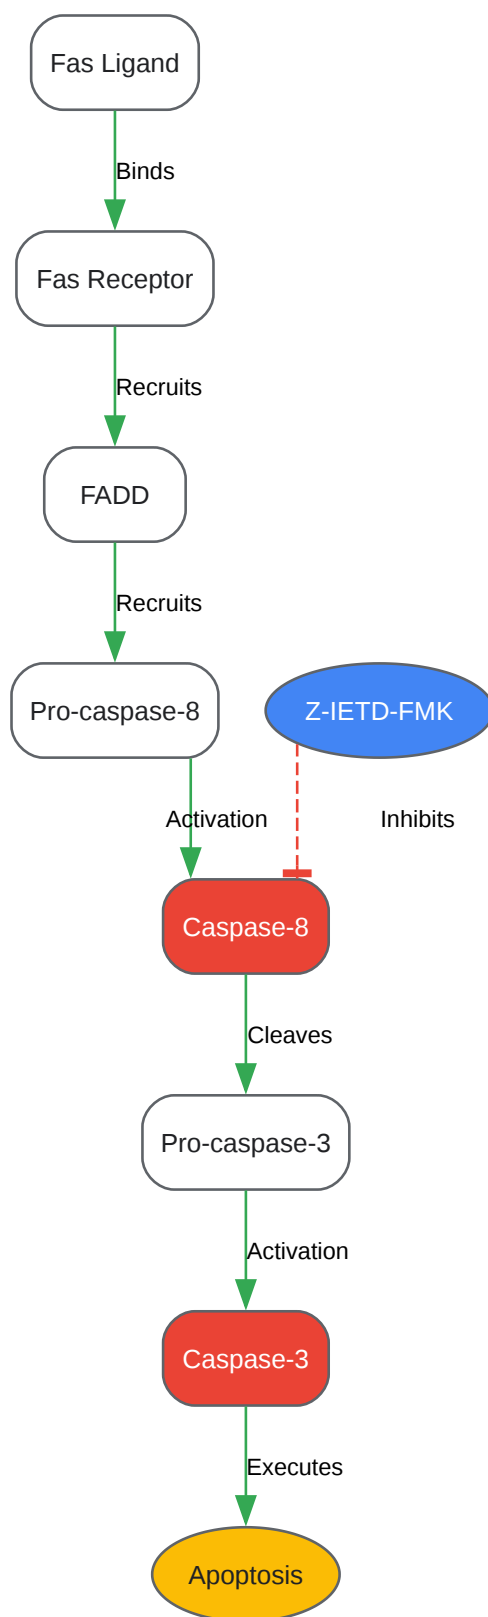 Fas Ligand
Binds
Fas Receptor
Recruits
FADD
Recruits
Pro-caspase-8
Z-IETD-FMK
Activation
Inhibits
Caspase-8
Cleaves
Pro-caspase-3
Activation
Caspase-3
Executes
Apoptosis